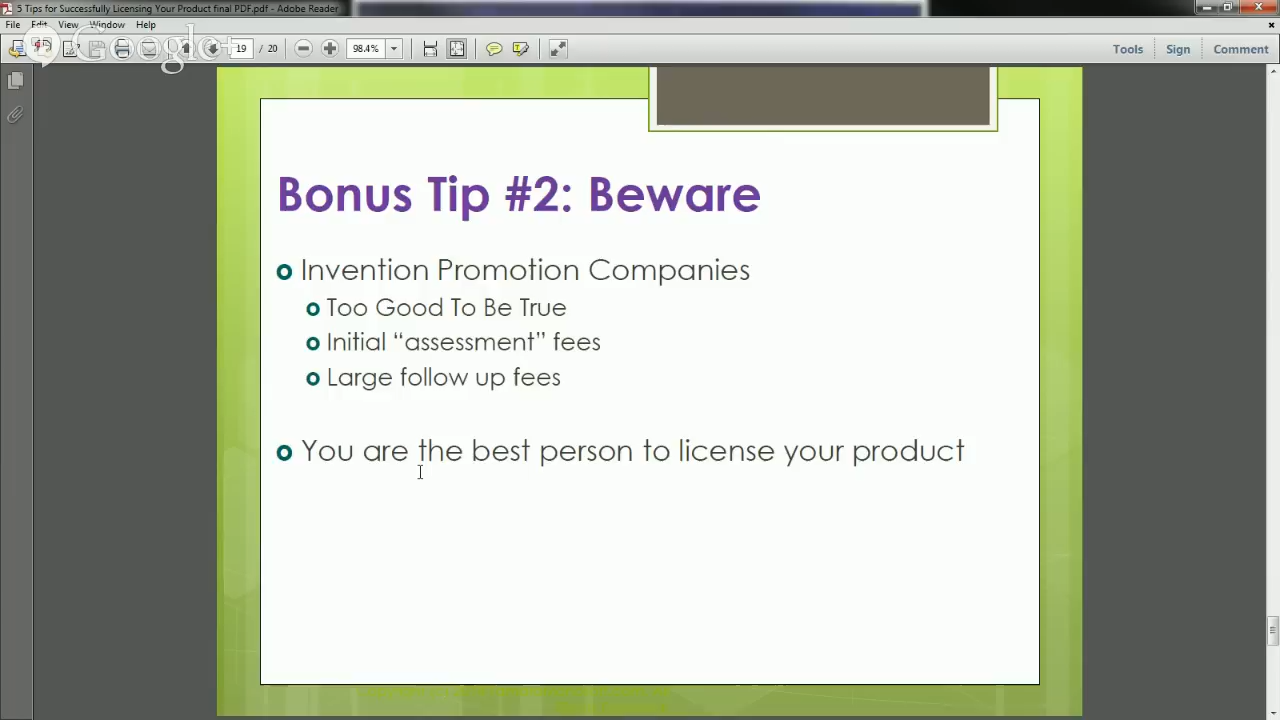 5 Tips for Successfully Licensing Your Product final PDF.pdf - Adobe Reader
File Edit View Window Help
Google+
19 / 20 98.4% Tools Sign Comment
Bonus Tip #2: Beware
Invention Promotion Companies
Too Good To Be True
Initial “assessment” fees
Large follow up fees
You are the best person to license your product